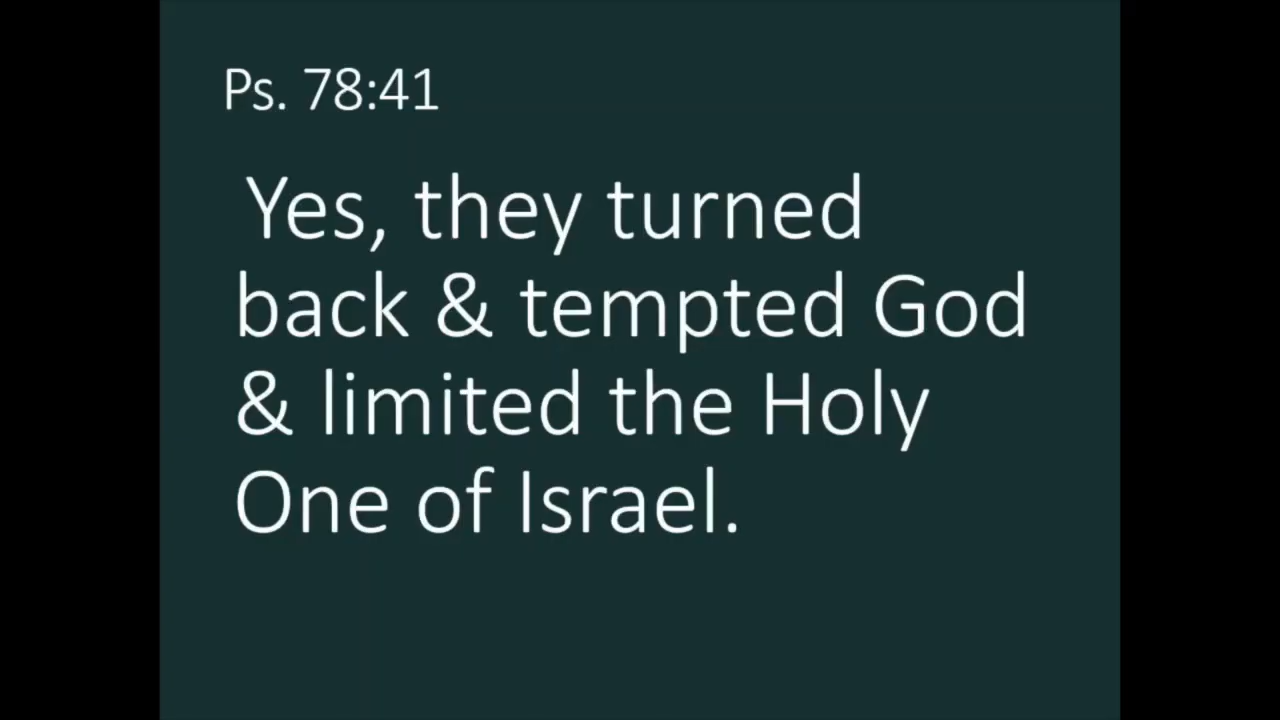 Ps. 78:41
Yes, they turned
back & tempted God
& limited the Holy
One of Israel.